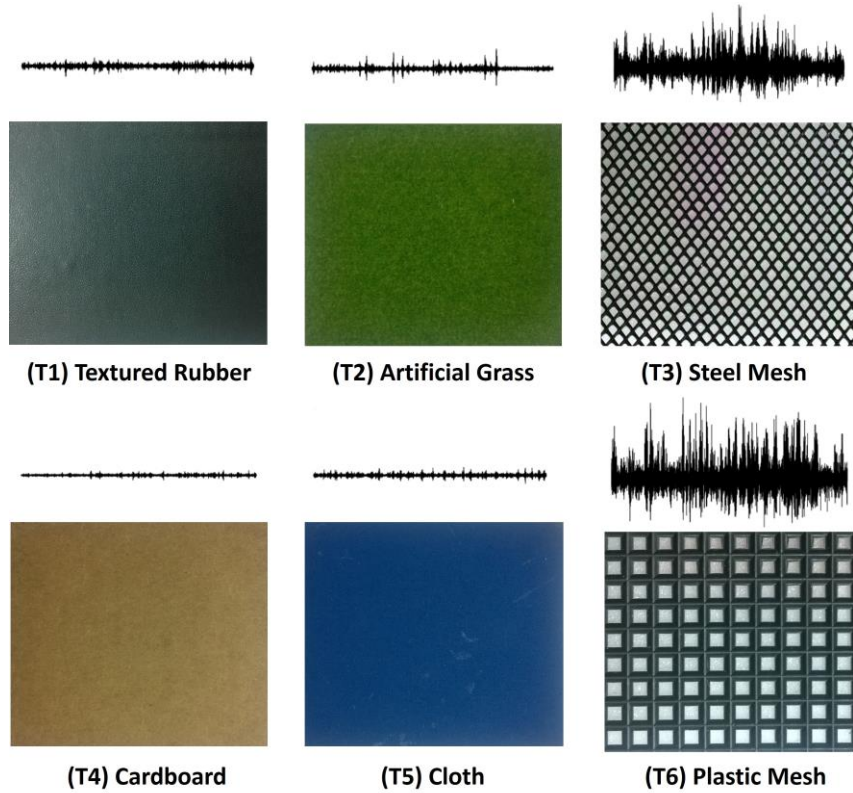 (T1) Textured Rubber
(T2) Artificial Grass
(T3) Steel Mesh
(T4) Cardboard
(T5) Cloth
(T6) Plastic Mesh